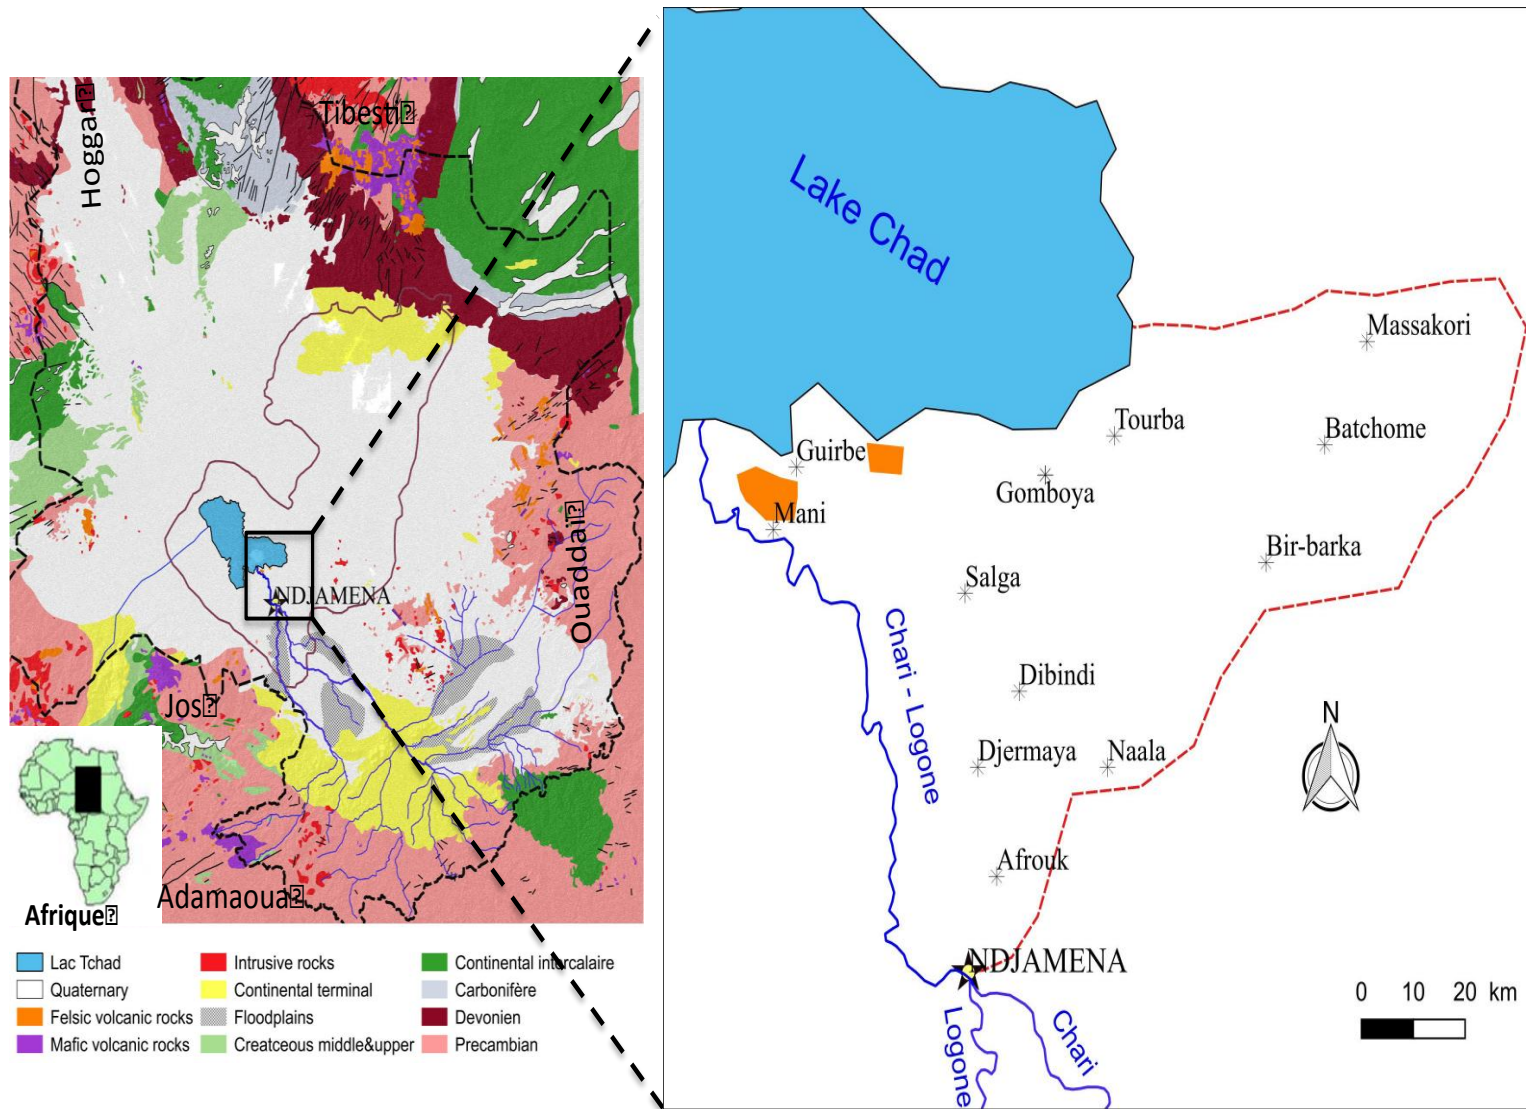 Hoggar
Tibesti
Ouaddai
NDJAMENA
Jos
Adamaoua
Afrique
Lac Tchad
Quaternary
Felsic volcanic rocks
Mafic volcanic rocks
Intrusive rocks
Continental terminal
Floodplains
Creatceous middle&upper
Continental intercalaire
Carbonifère
Devonien
Precambian
Lake Chad
Massakori
Tourba
Batchome
Guirbe
Gomboya
Mani
Bir-barka
Salga
Chari - Logone
Dibindi
Djermaya
Naala
N
Afrouk
NDJAMENA
Logone
Chari
0 10 20 km